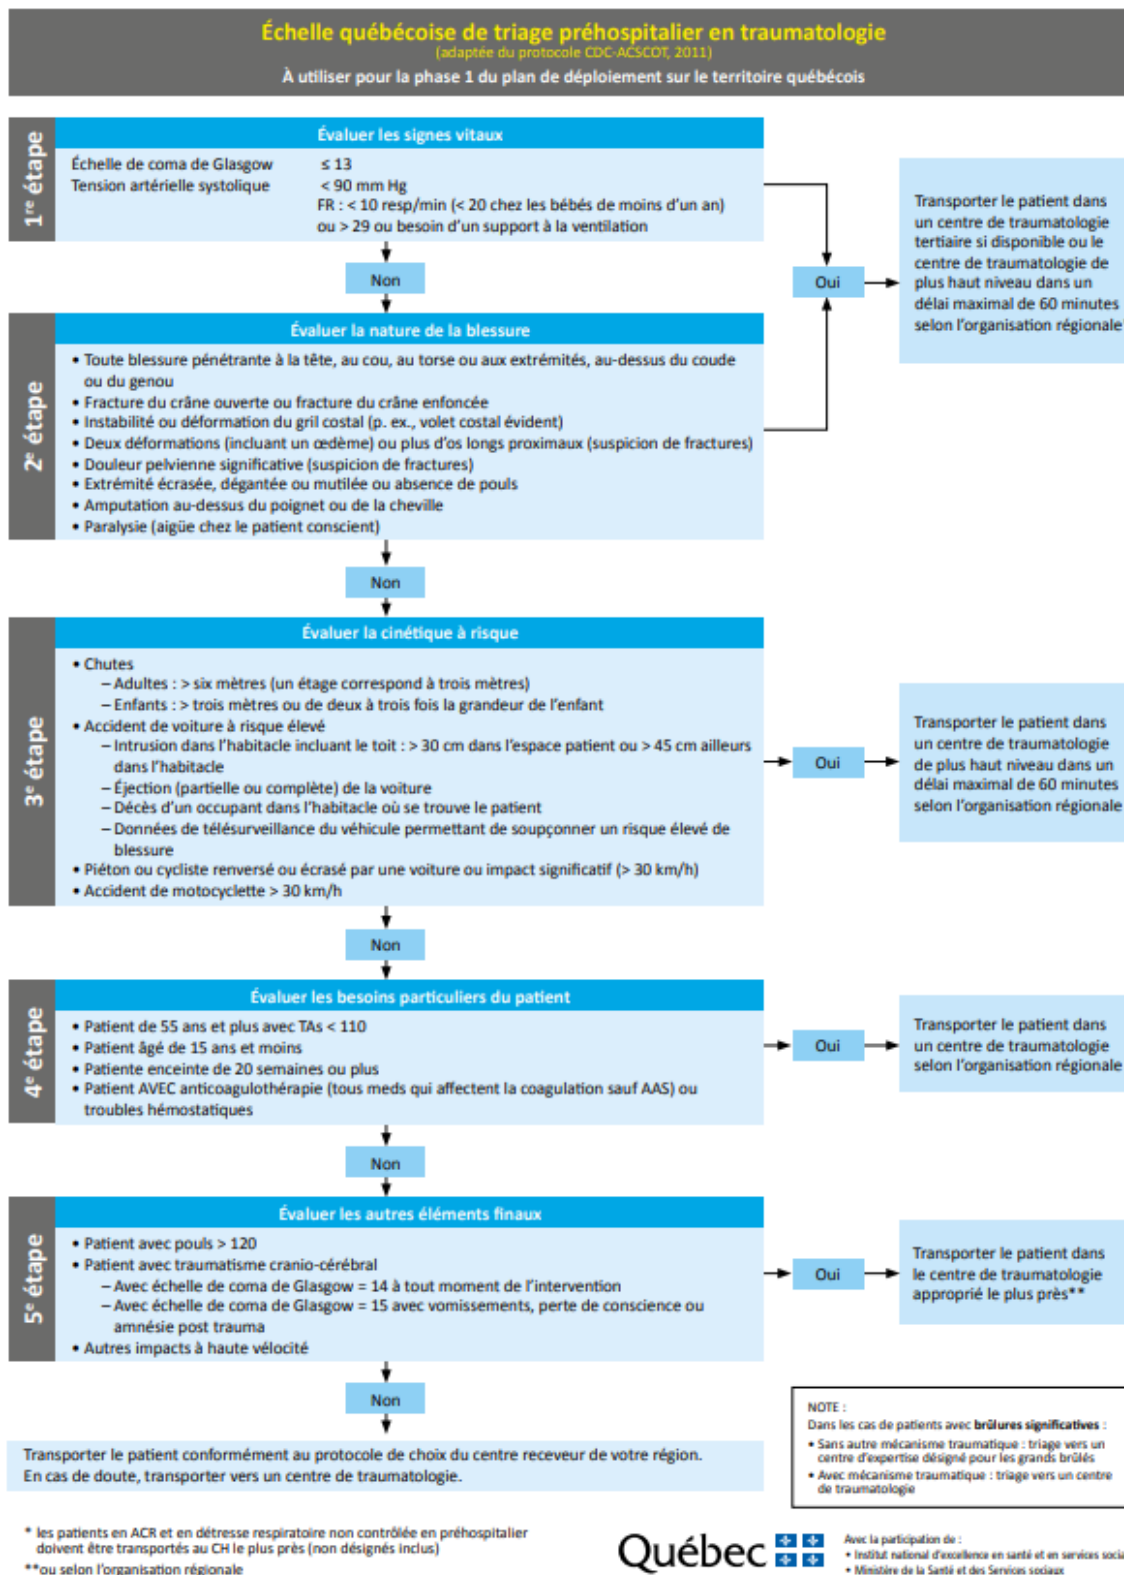 Échelle québécoise de triage préhospitalier en traumatologie
(adaptée du protocole CDC-ACSCOT, 2011)
À utiliser pour la phase 1 du plan de déploiement sur le territoire québécois
1re étape
Évaluer les signes vitaux
Échelle de coma de Glasgow ≤ 13
Tension artérielle systolique < 90 mm Hg
FR : < 10 resp/min (< 20 chez les bébés de moins d'un an)
ou > 29 ou besoin d'un support à la ventilation
Non
Oui
Transporter le patient dans
un centre de traumatologie
tertiaire si disponible ou le
centre de traumatologie de
plus haut niveau dans un
délai maximal de 60 minutes
selon l'organisation régionale
2e étape
Évaluer la nature de la blessure
• Toute blessure pénétrante à la tête, au cou, au torse ou aux extrémités, au-dessus du coude
ou du genou
• Fracture du crâne ouverte ou fracture du crâne enfoncée
• Instabilité ou déformation du gril costal (p. ex., volet costal évident)
• Deux déformations (incluant un œdème) ou plus d'os longs proximaux (suspicion de fractures)
• Douleur pelvienne significative (suspicion de fractures)
• Extrémité écrasée, dégantée ou mutilée ou absence de pouls
• Amputation au-dessus du poignet ou de la cheville
• Paralysie (aigüe chez le patient conscient)
Non
3e étape
Évaluer la cinétique à risque
• Chutes
– Adultes : > six mètres (un étage correspond à trois mètres)
– Enfants : > trois mètres ou de deux à trois fois la grandeur de l'enfant
• Accident de voiture à risque élevé
– Intrusion dans l'habitacle incluant le toit : > 30 cm dans l'espace patient ou > 45 cm ailleurs
dans l'habitacle
– Éjection (partielle ou complète) de la voiture
– Décès d'un occupant dans l'habitacle où se trouve le patient
– Données de télésurveillance du véhicule permettant de soupçonner un risque élevé de
blessure
• Piéton ou cycliste renversé ou écrasé par une voiture ou impact significatif (> 30 km/h)
• Accident de motocyclette > 30 km/h
Oui
Transporter le patient dans
un centre de traumatologie
de plus haut niveau dans un
délai maximal de 60 minutes
selon l'organisation régionale
Non
4e étape
Évaluer les besoins particuliers du patient
• Patient de 55 ans et plus avec TAs < 110
• Patient âgé de 15 ans et moins
• Patiente enceinte de 20 semaines ou plus
• Patient AVEC anticoagulothérapie (tous meds qui affectent la coagulation sauf AAS) ou
troubles hémostatiques
Oui
Transporter le patient dans
un centre de traumatologie
selon l'organisation régionale
Non
5e étape
Évaluer les autres éléments finaux
• Patient avec pouls > 120
• Patient avec traumatisme cranio-cérébral
– Avec échelle de coma de Glasgow = 14 à tout moment de l'intervention
– Avec échelle de coma de Glasgow = 15 avec vomissements, perte de conscience ou
amnésie post trauma
• Autres impacts à haute vélocité
Oui
Transporter le patient dans
le centre de traumatologie
approprié le plus près**
Non
Transporter le patient conformément au protocole de choix du centre receveur de votre région.
En cas de doute, transporter vers un centre de traumatologie.
NOTE :
Dans les cas de patients avec brûlures significatives :
• Sans autre mécanisme traumatique : triage vers un
centre d'expertise désigné pour les grands brûlés
• Avec mécanisme traumatique : triage vers un centre
de traumatologie
* les patients en ACR et en détresse respiratoire non contrôlée en préhospitalier
doivent être transportés au CH le plus près (non désignés inclus)
**ou selon l'organisation régionale
Québec
Avec la participation de :
• Institut national d'excellence en santé et en services socia
• Ministère de la Santé et des Services sociaux